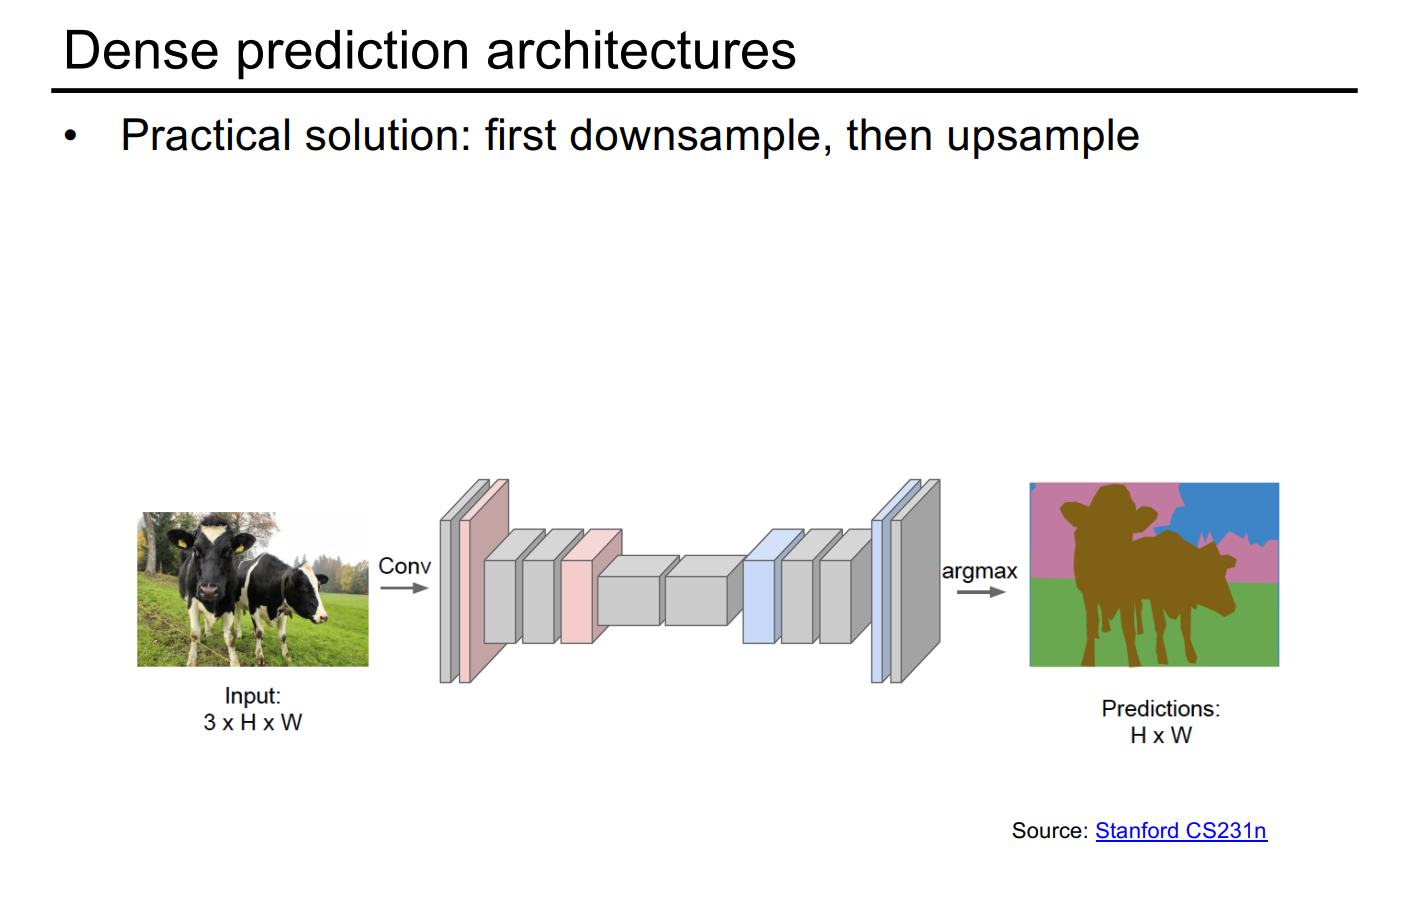 Dense prediction architectures
• Practical solution: first downsample, then upsample
Conv
argmax
Input:
3 x H x W
Predictions:
H x W
Source: Stanford CS231n